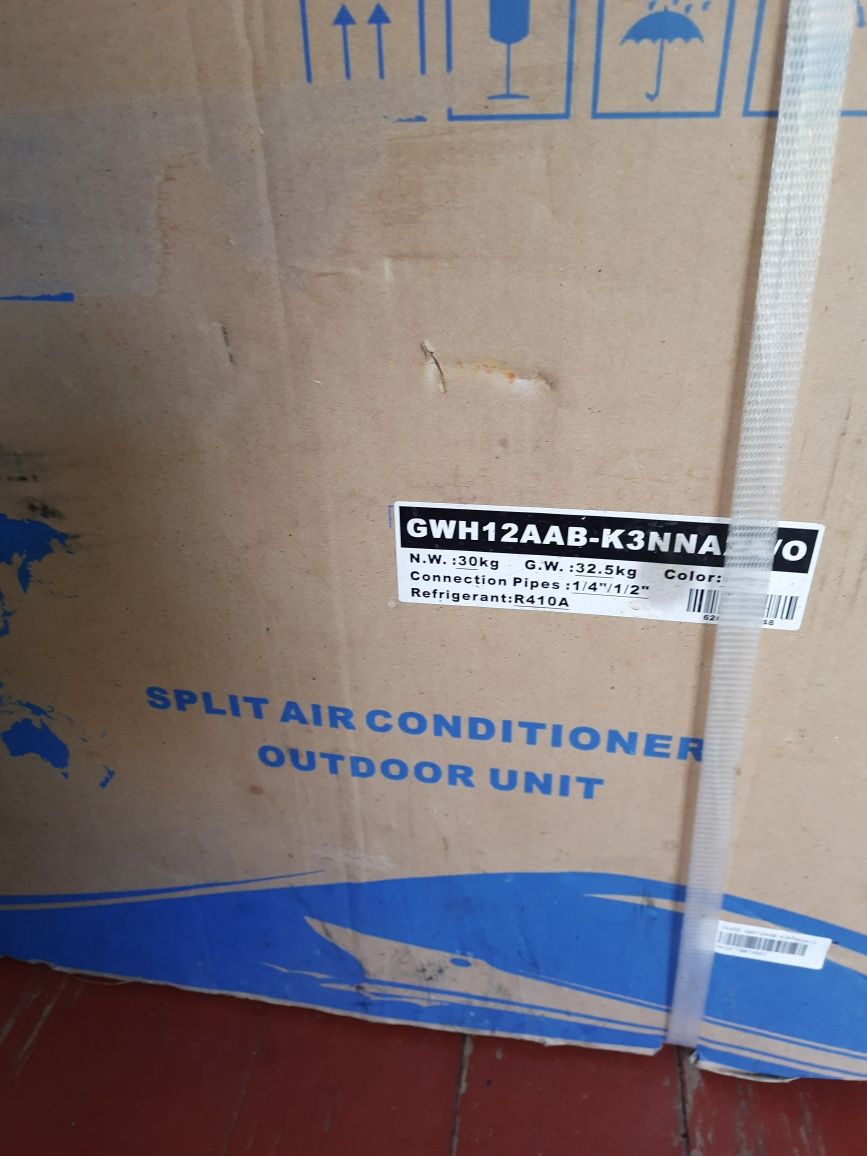 GWH12AAB-K3NNA /O
N.W. :30kg G.W. :32.5kg Color:
Connection Pipes :1/4"/1/2"
Refrigerant:R410A
SPLIT AIR CONDITIONER
OUTDOOR UNIT